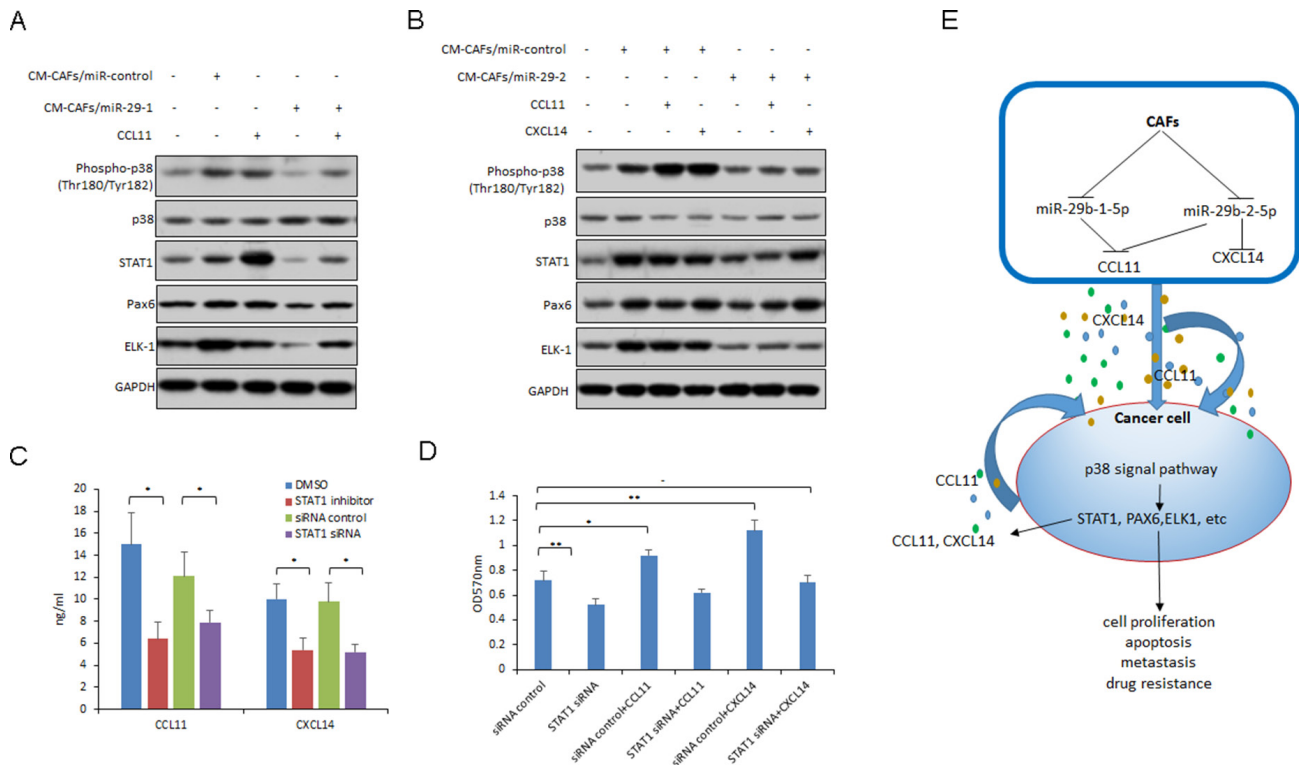 A
CM-CAFs/miR-control - + - - -
CM-CAFs/miR-29-1 - - - + +
CCL11 - - + - +
Phospho-p38
(Thr180/Tyr182)
p38
STAT1
Pax6
ELK-1
GAPDH
B
CM-CAFs/miR-control - + + + - - -
CM-CAFs/miR-29-2 - - - - + + +
CCL11 - - + - - + -
CXCL14 - - - + - - +
Phospho-p38
(Thr180/Tyr182)
p38
STAT1
Pax6
ELK-1
GAPDH
C
DMSO
STAT1 inhibitor
siRNA control
STAT1 siRNA
ng/ml
20
18
16
14
12
10
8
6
4
2
0
* *
* *
CCL11 CXCL14
D
OD570nm
1.4
1.2
1
0.8
0.6
0.4
0.2
0
-
**
*
**
siRNA control
STAT1 siRNA
siRNA control+CCL11
STAT1 siRNA+CCL11
siRNA control+CXCL14
STAT1 siRNA+CXCL14
E
CAFs
miR-29b-1-5p miR-29b-2-5p
CCL11 CXCL14
CXCL14
CCL11
Cancer cell
p38 signal pathway
CCL11
STAT1, PAX6,ELK1, etc
CCL11, CXCL14
cell proliferation
apoptosis
metastasis
drug resistance